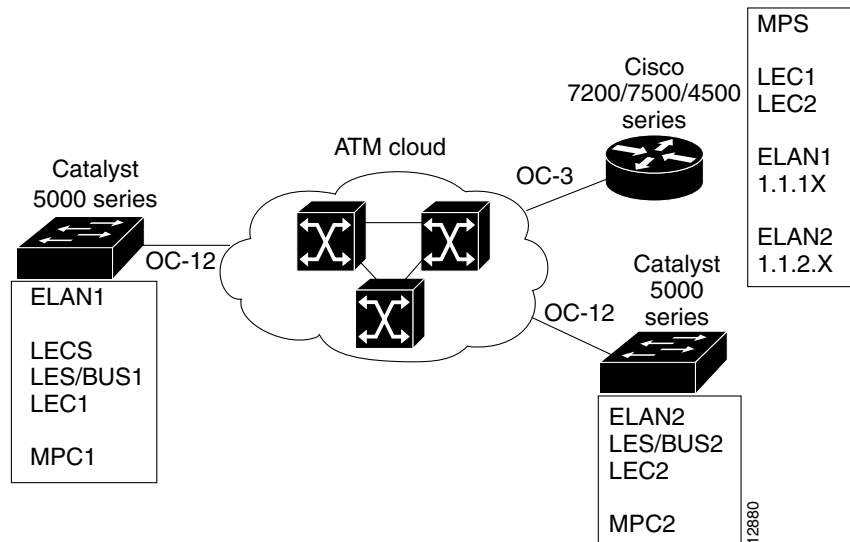 MPS
LEC1
LEC2
ELAN1
1.1.1X
ELAN2
1.1.2.X
Cisco
7200/7500/4500
series
ATM cloud
OC-3
Catalyst
5000 series
OC-12
ELAN1
LECS
LES/BUS1
LEC1
MPC1
Catalyst
5000
series
OC-12
ELAN2
LES/BUS2
LEC2
MPC2
12880